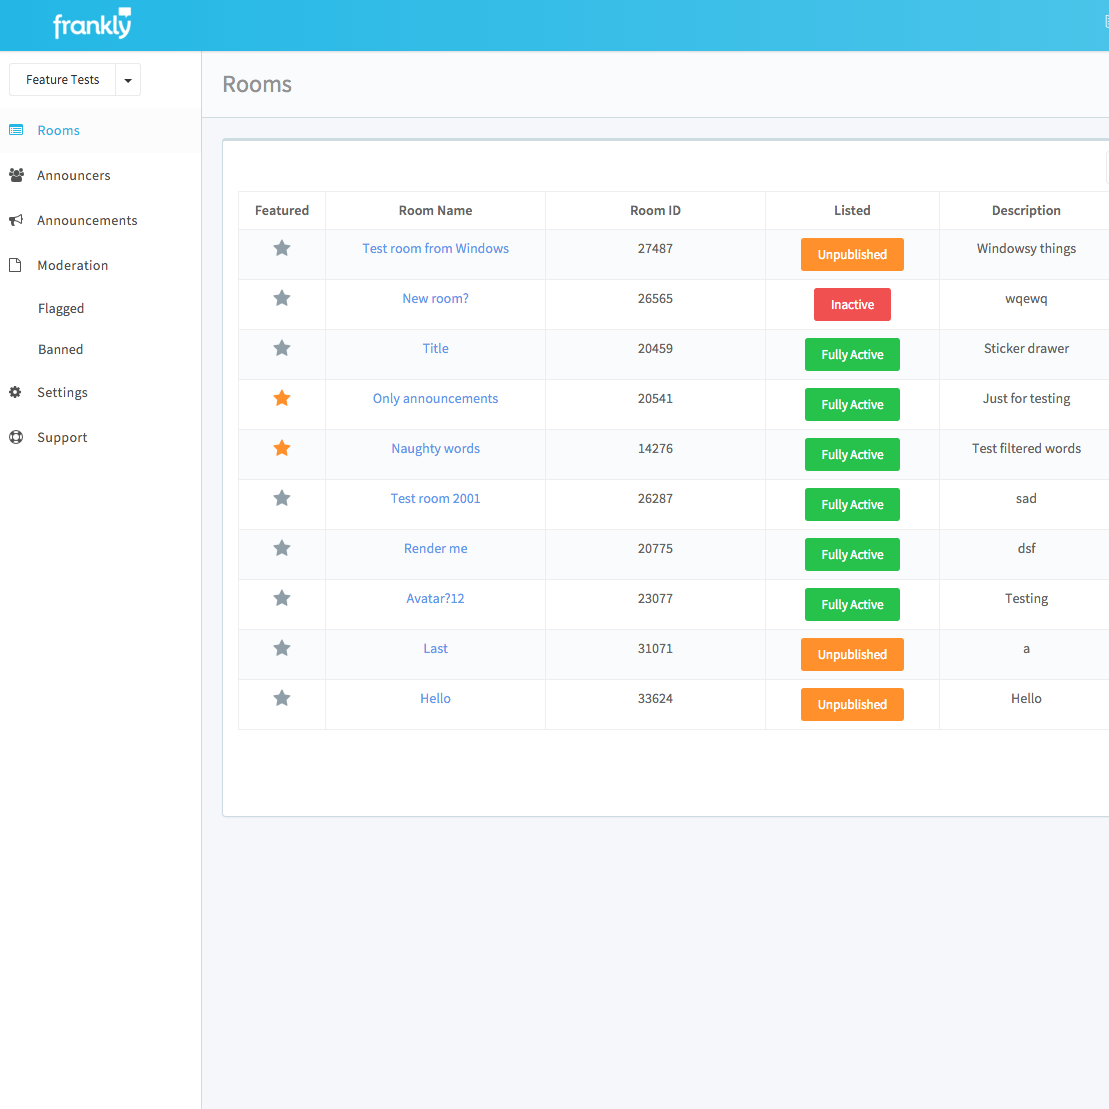 frankly
Feature Tests
Rooms
Rooms
Announcers
Announcements
Moderation
Flagged
Banned
Settings
Support
Featured Room Name Room ID Listed Description
Test room from Windows 27487 Unpublished Windowsy things
New room? 26565 Inactive wqewq
Title 20459 Fully Active Sticker drawer
Only announcements 20541 Fully Active Just for testing
Naughty words 14276 Fully Active Test filtered words
Test room 2001 26287 Fully Active sad
Render me 20775 Fully Active dsf
Avatar?12 23077 Fully Active Testing
Last 31071 Unpublished a
Hello 33624 Unpublished Hello